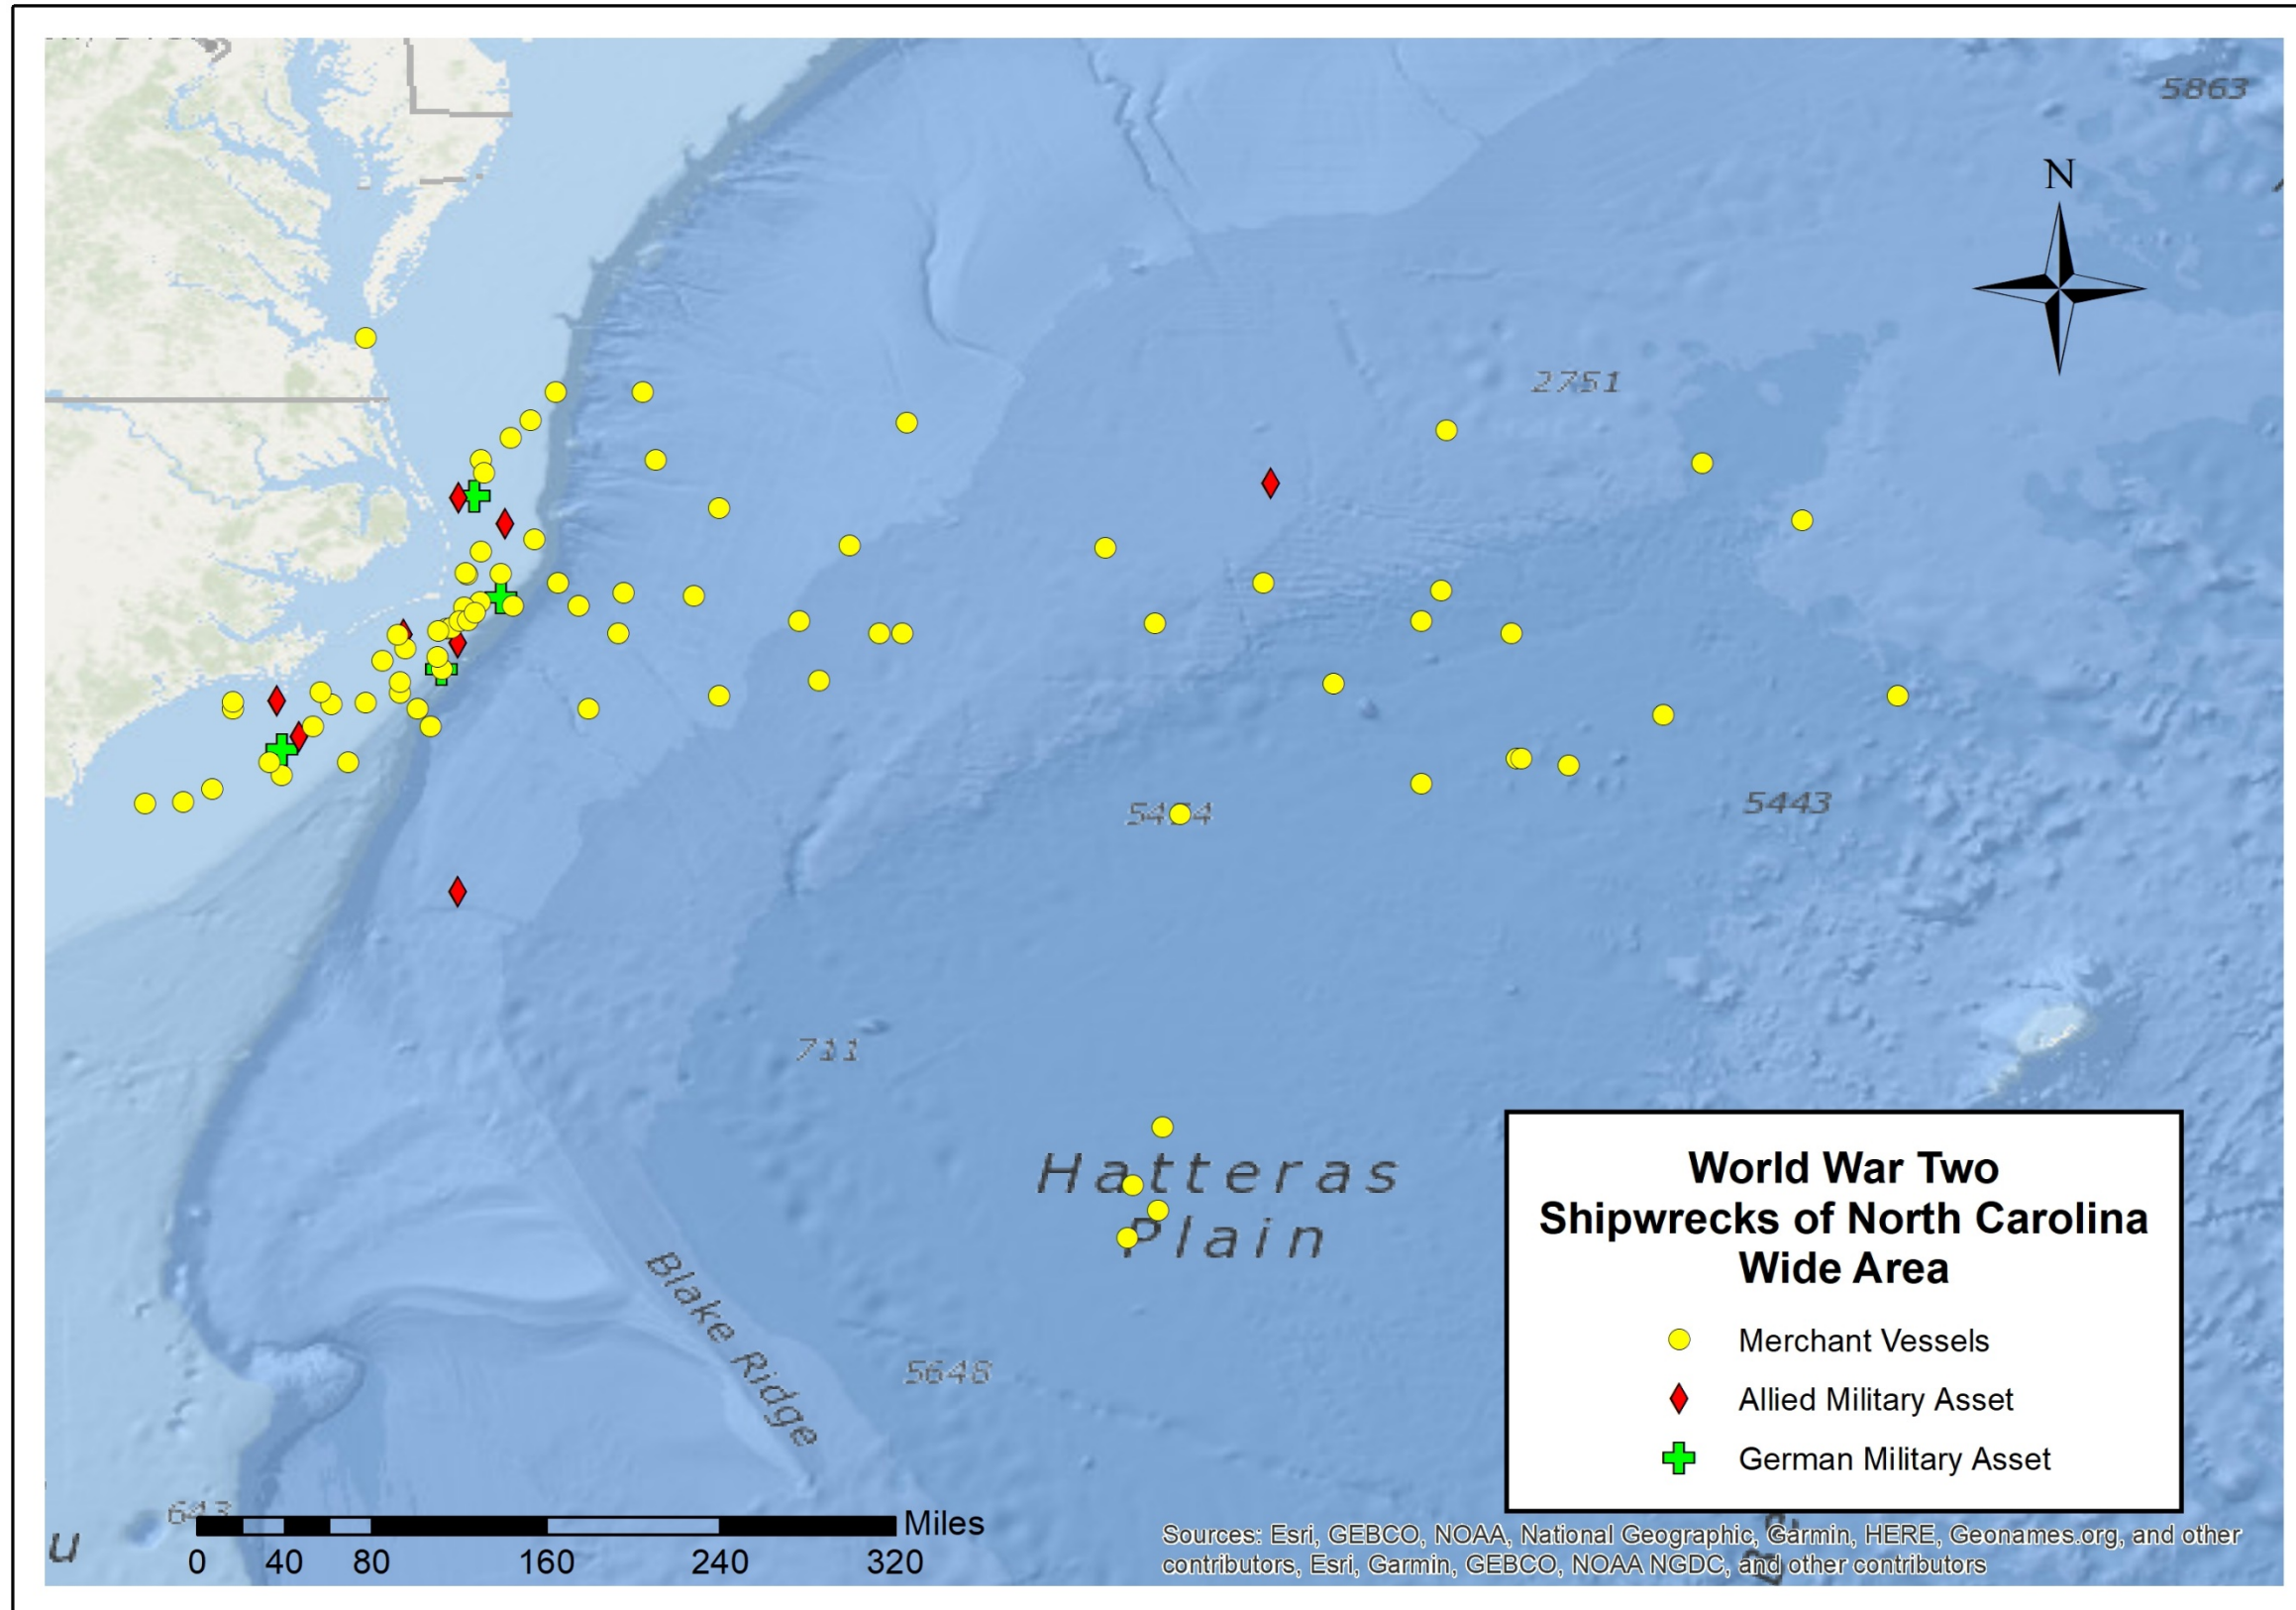 5863
N
2751
5443
711
Hatteras
Plain
Blake Ridge
5648
643
u
World War Two
Shipwrecks of North Carolina
Wide Area
Merchant Vessels
Allied Military Asset
German Military Asset
Miles
0 40 80 160 240 320
Sources: Esri, GEBCO, NOAA, National Geographic, Garmin, HERE, Geonames.org, and other
contributors, Esri, Garmin, GEBCO, NOAA NGDC, and other contributors